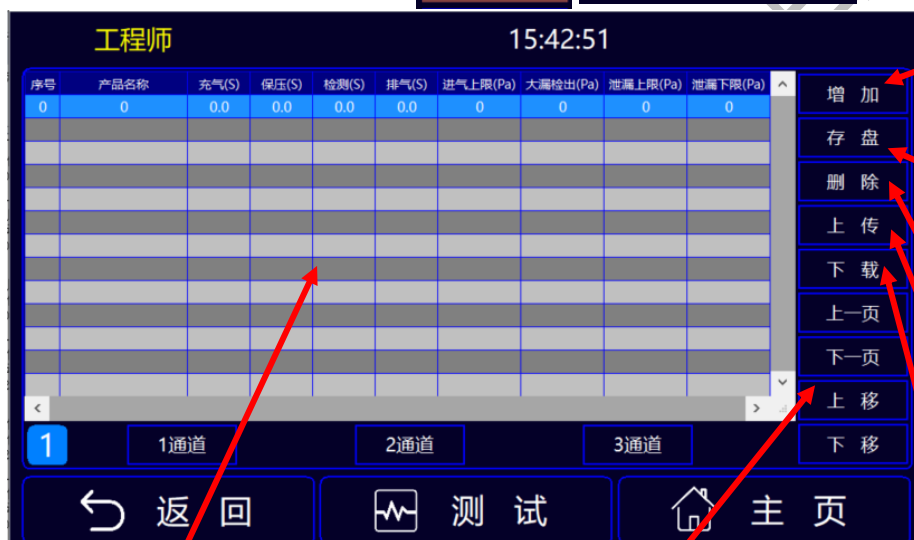 工程师 15:42:51
序号 产品名称 充气(S) 保压(S) 检测(S) 排气(S) 进气上限(Pa) 大漏检出(Pa) 泄漏上限(Pa) 泄漏下限(Pa)
0 0 0.0 0.0 0.0 0.0 0 0 0 0
增 加
存 盘
删 除
上 传
下 载
上一页
下一页
上 移
下 移
1 1通道 2通道 3通道
返 回 测 试 主 页